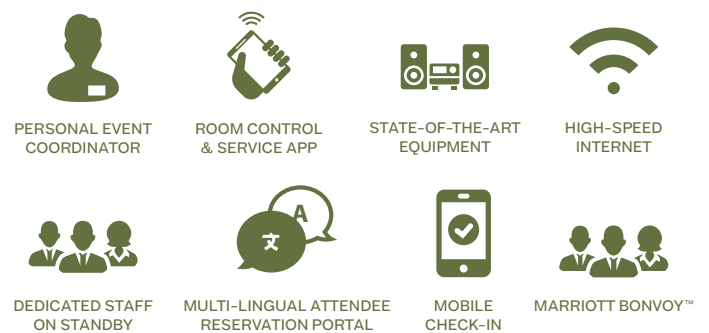 PERSONAL EVENT
COORDINATOR
ROOM CONTROL
& SERVICE APP
STATE-OF-THE-ART
EQUIPMENT
HIGH-SPEED
INTERNET
A
文
DEDICATED STAFF
ON STANDBY
MULTI-LINGUAL ATTENDEE
RESERVATION PORTAL
MOBILE
CHECK-IN
MARRIOTT BONVOY™